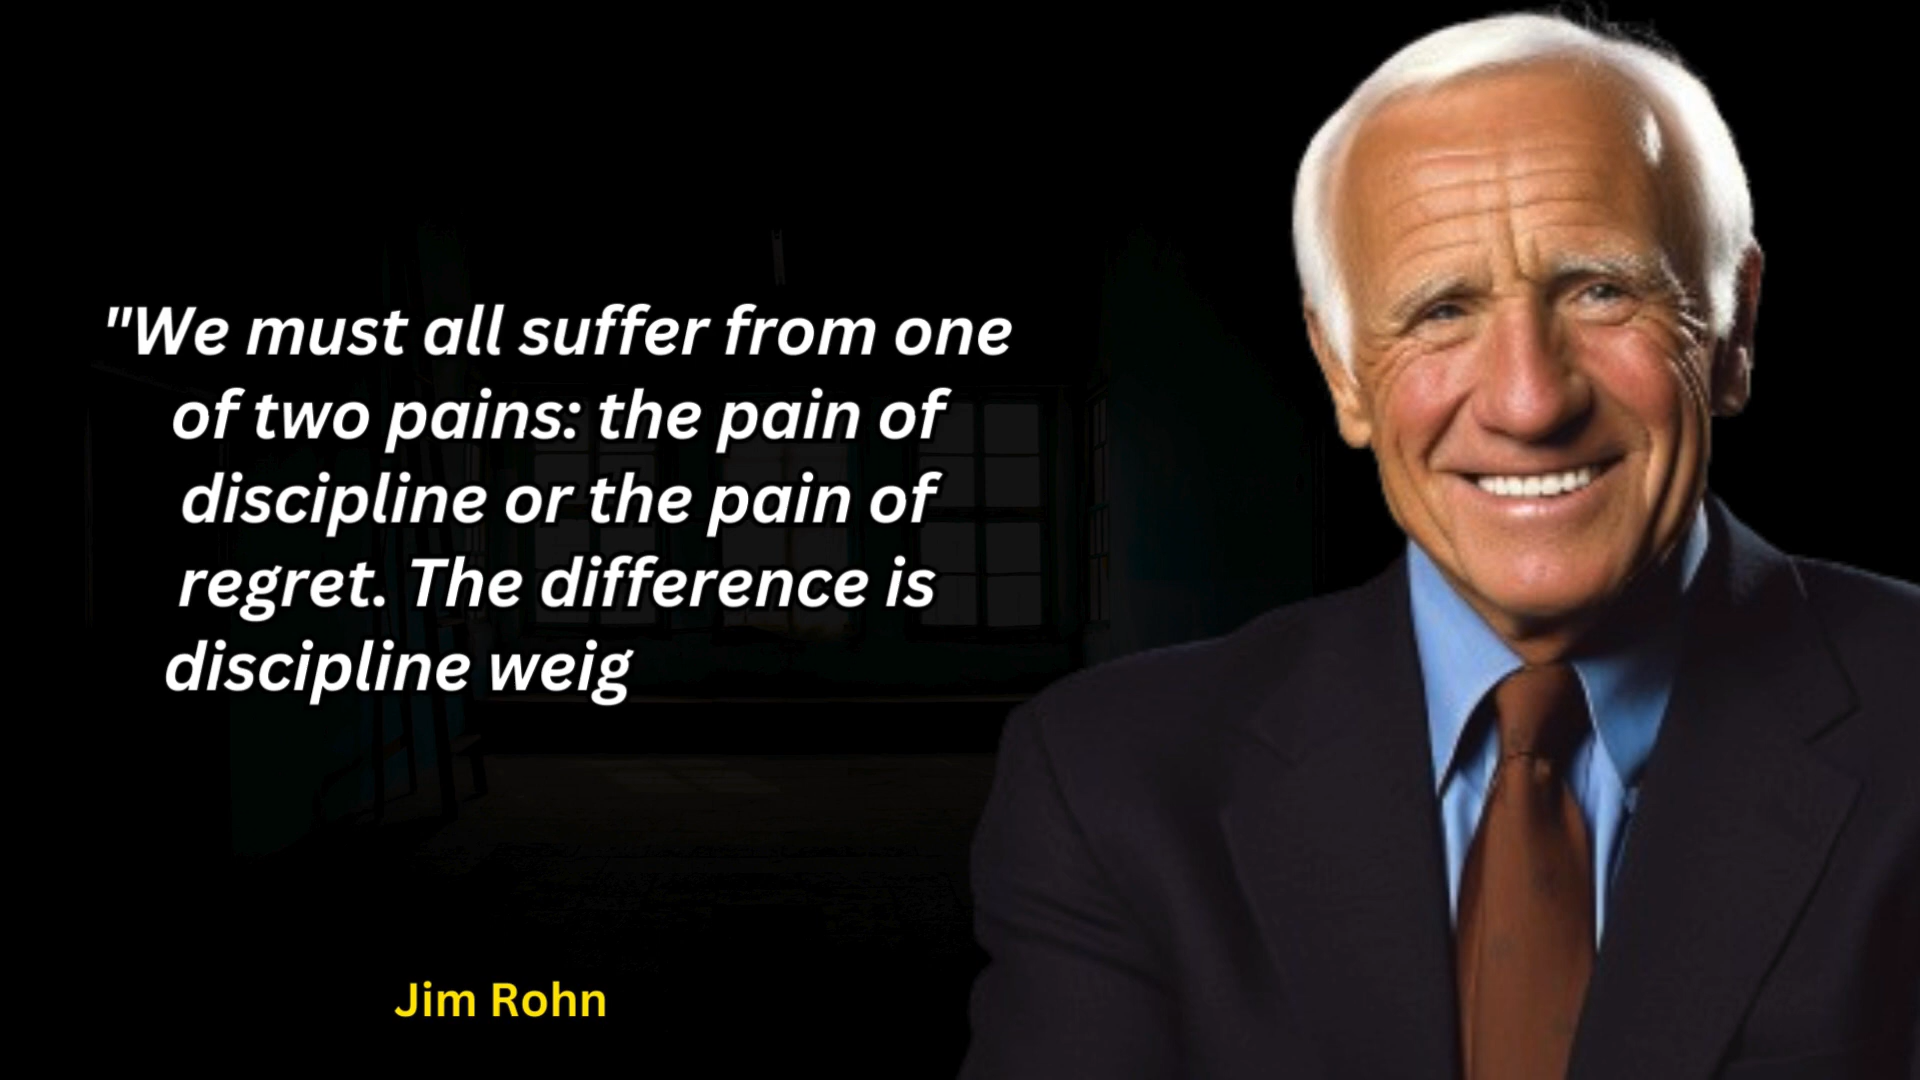 "We must all suffer from one
of two pains: the pain of
discipline or the pain of
regret. The difference is
discipline weig
Jim Rohn